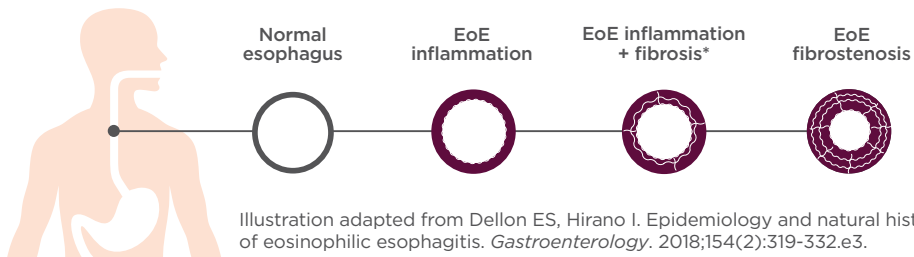 Normal
esophagus
EoE
inflammation
EoE inflammation
+ fibrosis*
EoE
fibrostenosis
Illustration adapted from Dellon ES, Hirano I. Epidemiology and natural
of eosinophilic esophagitis. Gastroenterology. 2018;154(2):319-332.e3.